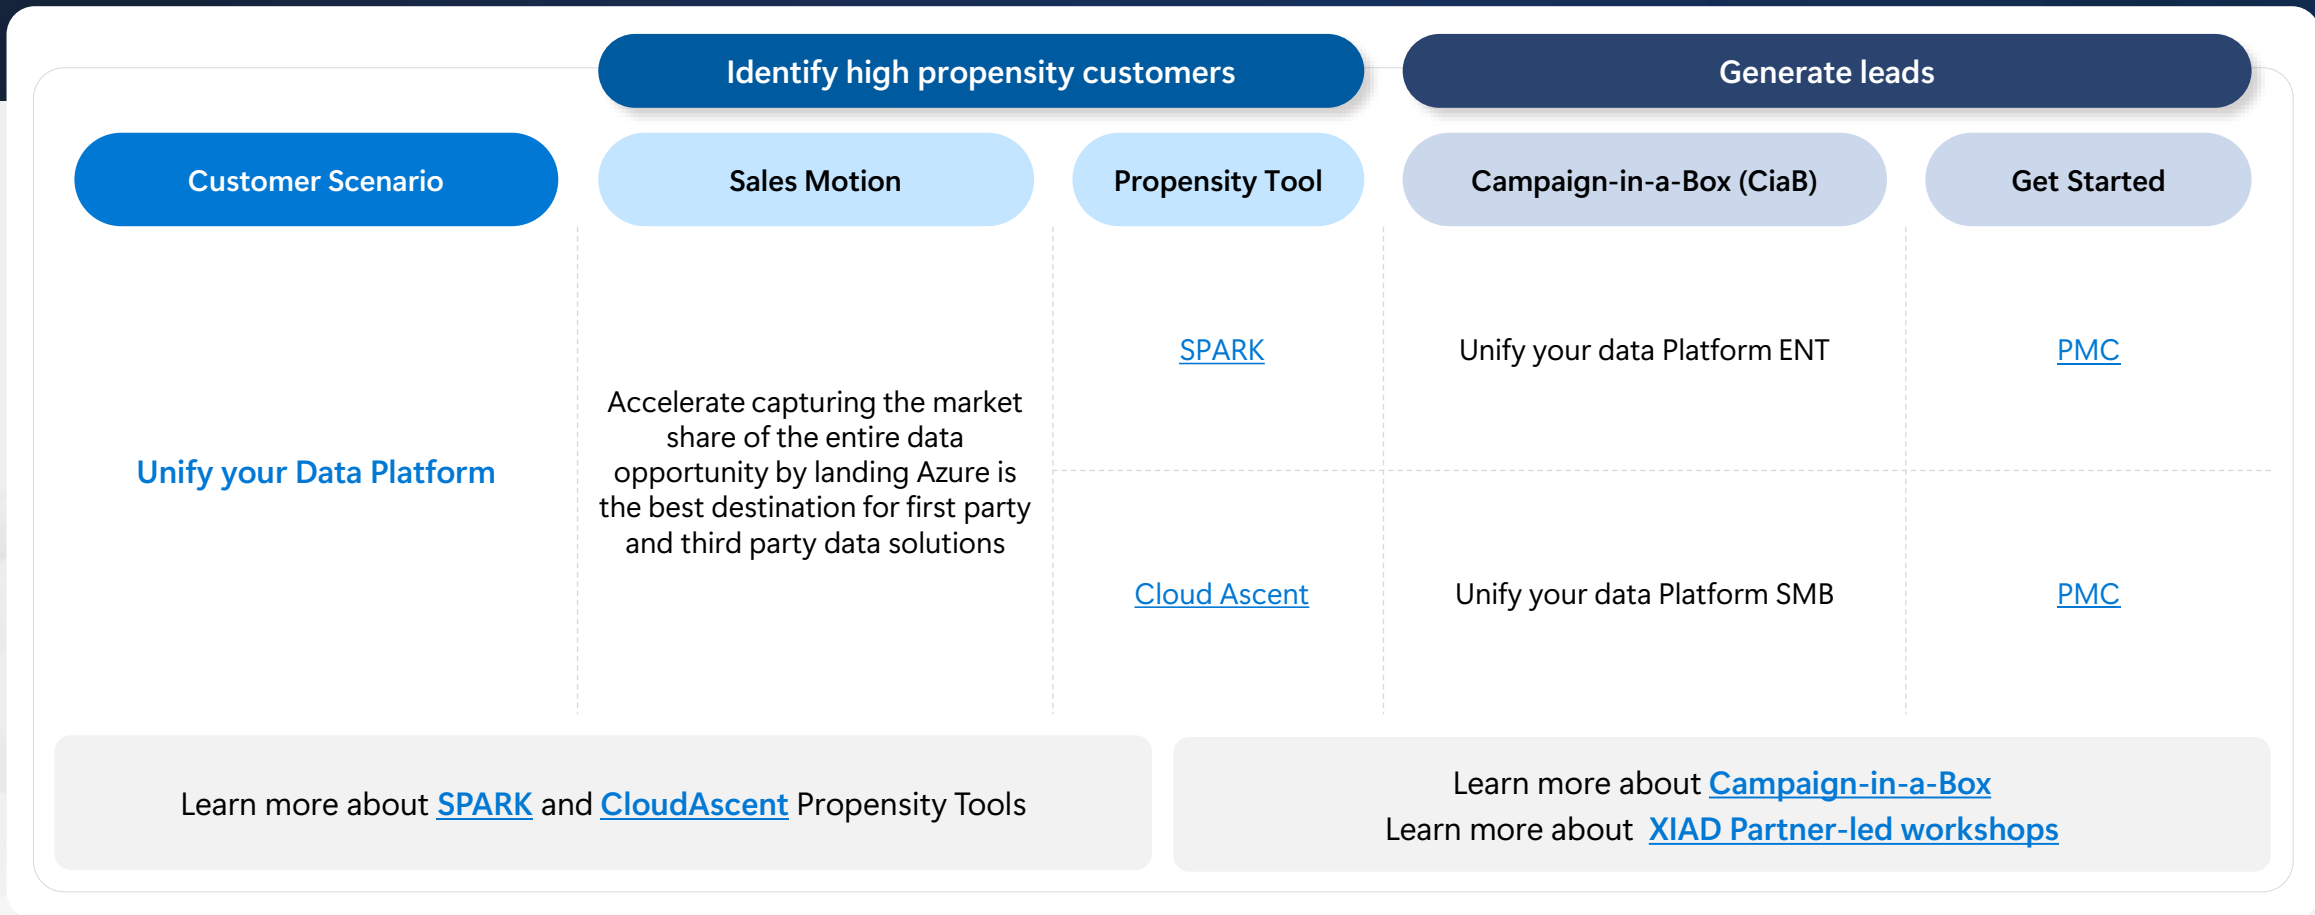 Identify high propensity customers
Generate leads
Customer Scenario
Sales Motion
Propensity Tool
Campaign-in-a-Box (CiaB)
Get Started
Unify your Data Platform
Accelerate capturing the market
share of the entire data
opportunity by landing Azure is
the best destination for first party
and third party data solutions
SPARK
Unify your data Platform ENT
PMC
Cloud Ascent
Unify your data Platform SMB
PMC
Learn more about SPARK and CloudAscent Propensity Tools
Learn more about Campaign-in-a-Box
Learn more about XIAD Partner-led workshops